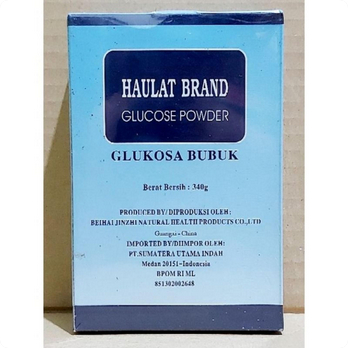 HAULAT BRAND
GLUCOSE POWDER
GLUKOSA BUBUK
Berat Bersih : 340g
PRODUCED BY/ DIPRODUKSI OLEH:
BEIHAI JINZHI NATURAL HEALTH PRODUCTS CO.,LTD
Guangxi - China
IMPORTED BY/DIIMPOR OLEH:
PT.SUMATERA UTAMA INDAH
Medan 20151-Indonesia
BPOM RI ML
851302002648